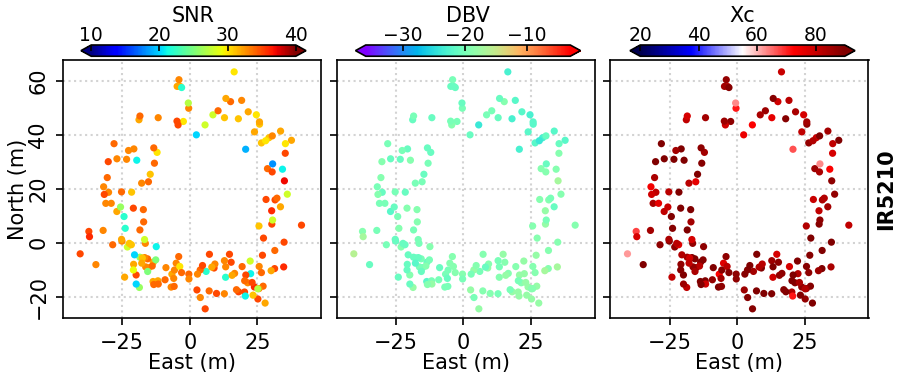 SNR DBV Xc
10 20 30 40 −30 −20 −10 20 40 60 80
60
40
20
0
−20
North (m)
IR5210
−25 0 25 −25 0 25 −25 0 25
East (m) East (m) East (m)